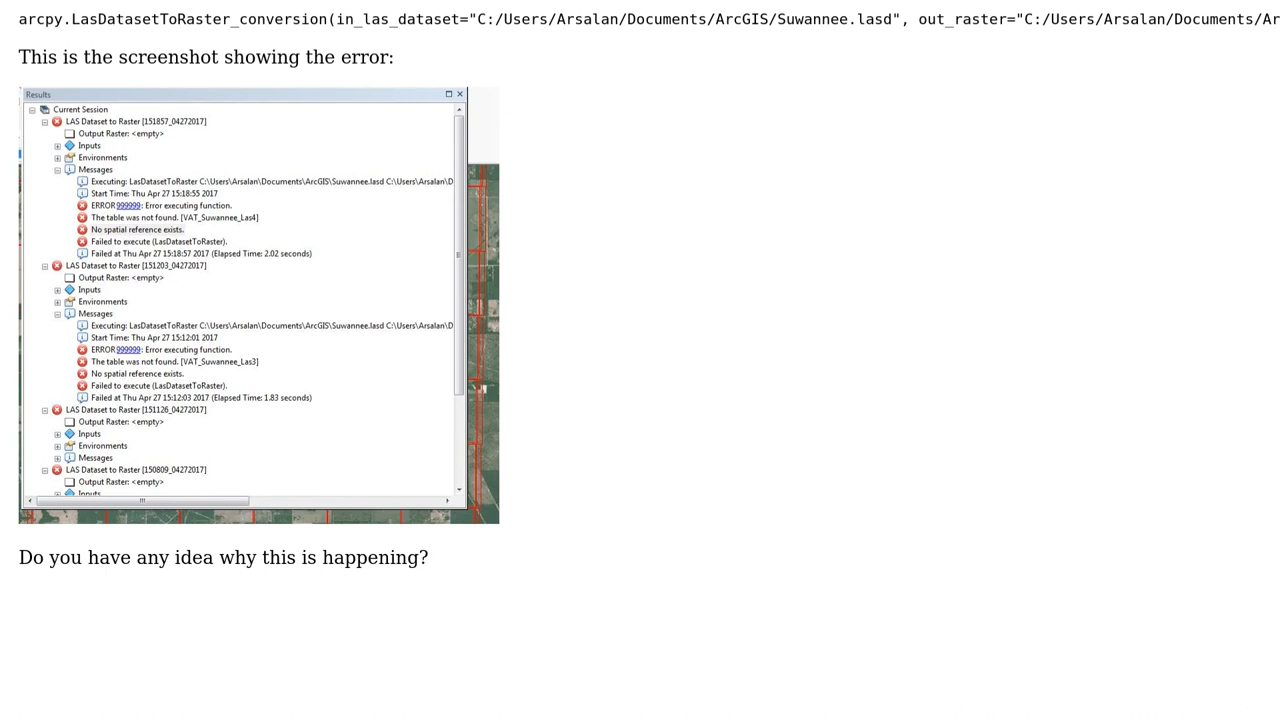 arcpy.LasDatasetToRaster_conversion(in_las_dataset="C:/Users/Arsalan/Documents/ArcGIS/Suwannee.lasd", out_raster="C:/Users/Arsalan/Documents/Ar
This is the screenshot showing the error:
Results
Current Session
LAS Dataset to Raster [151857_04272017]
Output Raster: <empty>
Inputs
Environments
Messages
Executing: LasDatasetToRaster C:\Users\Arsalan\Documents\ArcGIS\Suwannee.lasd C:\Users\Arsalan\D
Start Time: Thu Apr 27 15:18:55 2017
ERROR 999999: Error executing function.
The table was not found. [VAT_Suwannee_Las4]
No spatial reference exists.
Failed to execute (LasDatasetToRaster).
Failed at Thu Apr 27 15:18:57 2017 (Elapsed Time: 2.02 seconds)
LAS Dataset to Raster [151203_04272017]
Output Raster: <empty>
Inputs
Environments
Messages
Executing: LasDatasetToRaster C:\Users\Arsalan\Documents\ArcGIS\Suwannee.lasd C:\Users\Arsalan\D
Start Time: Thu Apr 27 15:12:01 2017
ERROR 999999: Error executing function.
The table was not found. [VAT_Suwannee_Las3]
No spatial reference exists.
Failed to execute (LasDatasetToRaster).
Failed at Thu Apr 27 15:12:03 2017 (Elapsed Time: 1.83 seconds)
LAS Dataset to Raster [151126_04272017]
Output Raster: <empty>
Inputs
Environments
Messages
LAS Dataset to Raster [150809_04272017]
Output Raster: <empty>
Inputs
Do you have any idea why this is happening?